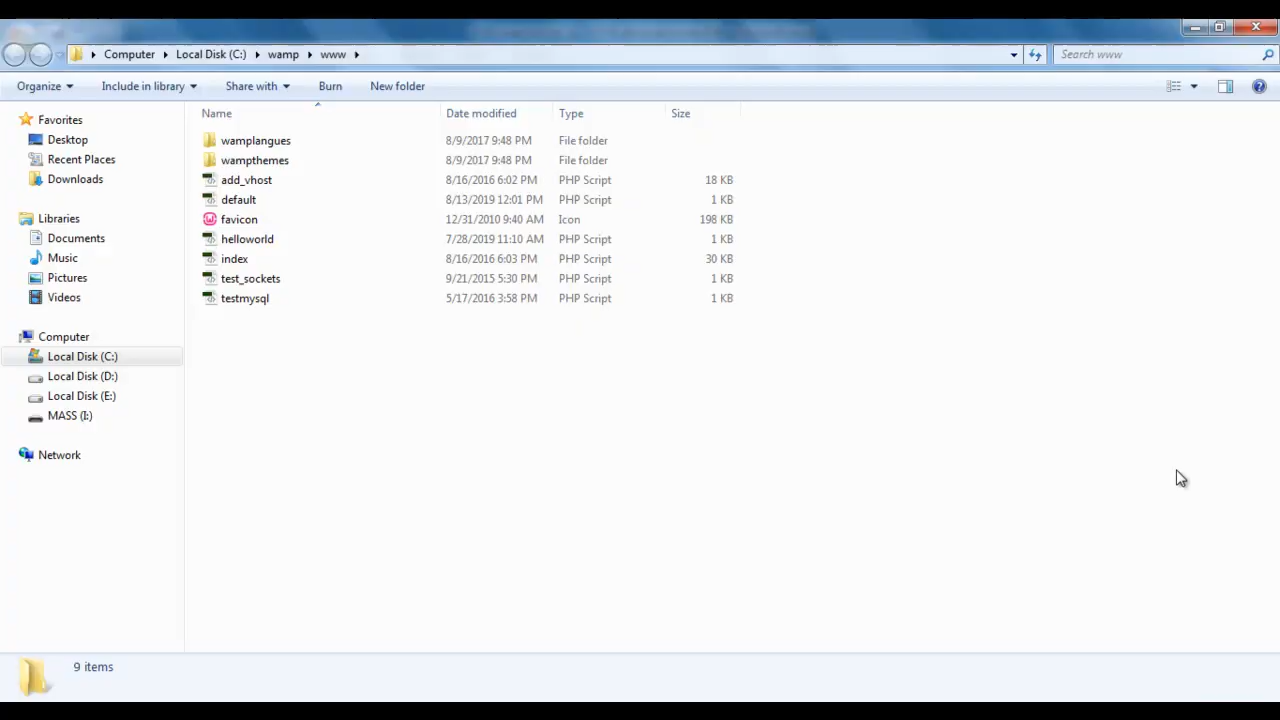 Computer Local Disk (C:) wamp www Search www
Organize Include in library Share with Burn New folder
Name Date modified Type Size
Favorites
Desktop
Recent Places
Downloads
Libraries
Documents
Music
Pictures
Videos
Computer
Local Disk (C:)
Local Disk (D:)
Local Disk (E:)
MASS (I:)
Network
wamplangues 8/9/2017 9:48 PM File folder
wampthemes 8/9/2017 9:48 PM File folder
add_vhost 8/16/2016 6:02 PM PHP Script 18 KB
default 8/13/2019 12:01 PM PHP Script 1 KB
favicon 12/31/2010 9:40 AM Icon 198 KB
helloworld 7/28/2019 11:10 AM PHP Script 1 KB
index 8/16/2016 6:03 PM PHP Script 30 KB
test_sockets 9/21/2015 5:30 PM PHP Script 1 KB
testmysql 5/17/2016 3:58 PM PHP Script 1 KB
9 items